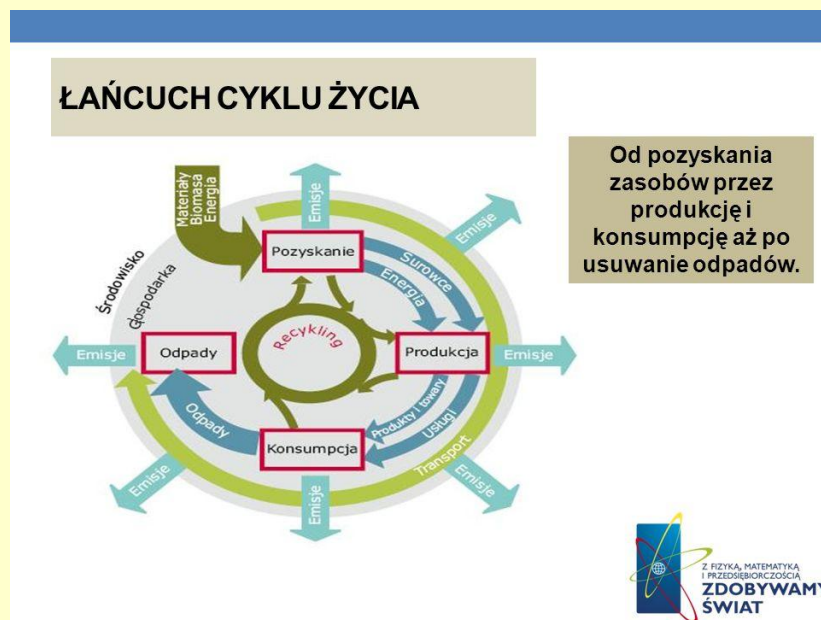 ŁAŃCUCH CYKLU ŻYCIA
Od pozyskania
zasobów przez
produkcję i
konsumpcję aż po
usuwanie odpadów.
Materiały
Biomasa
Energia
Emisje
Emisje
Środowisko
Gospodarka
Pozyskanie
Surowce
Energia
Emisje
Odpady
Recykling
Produkcja
Emisje
Odpady
Konsumpcja
Produkty i towary
Usługi
Transport
Emisje
Emisje
Emisje
Z FIZYKĄ, MATEMATYKĄ
I PRZEDSIĘBIORCZOŚCIĄ
ZDOBYWAMY
ŚWIAT